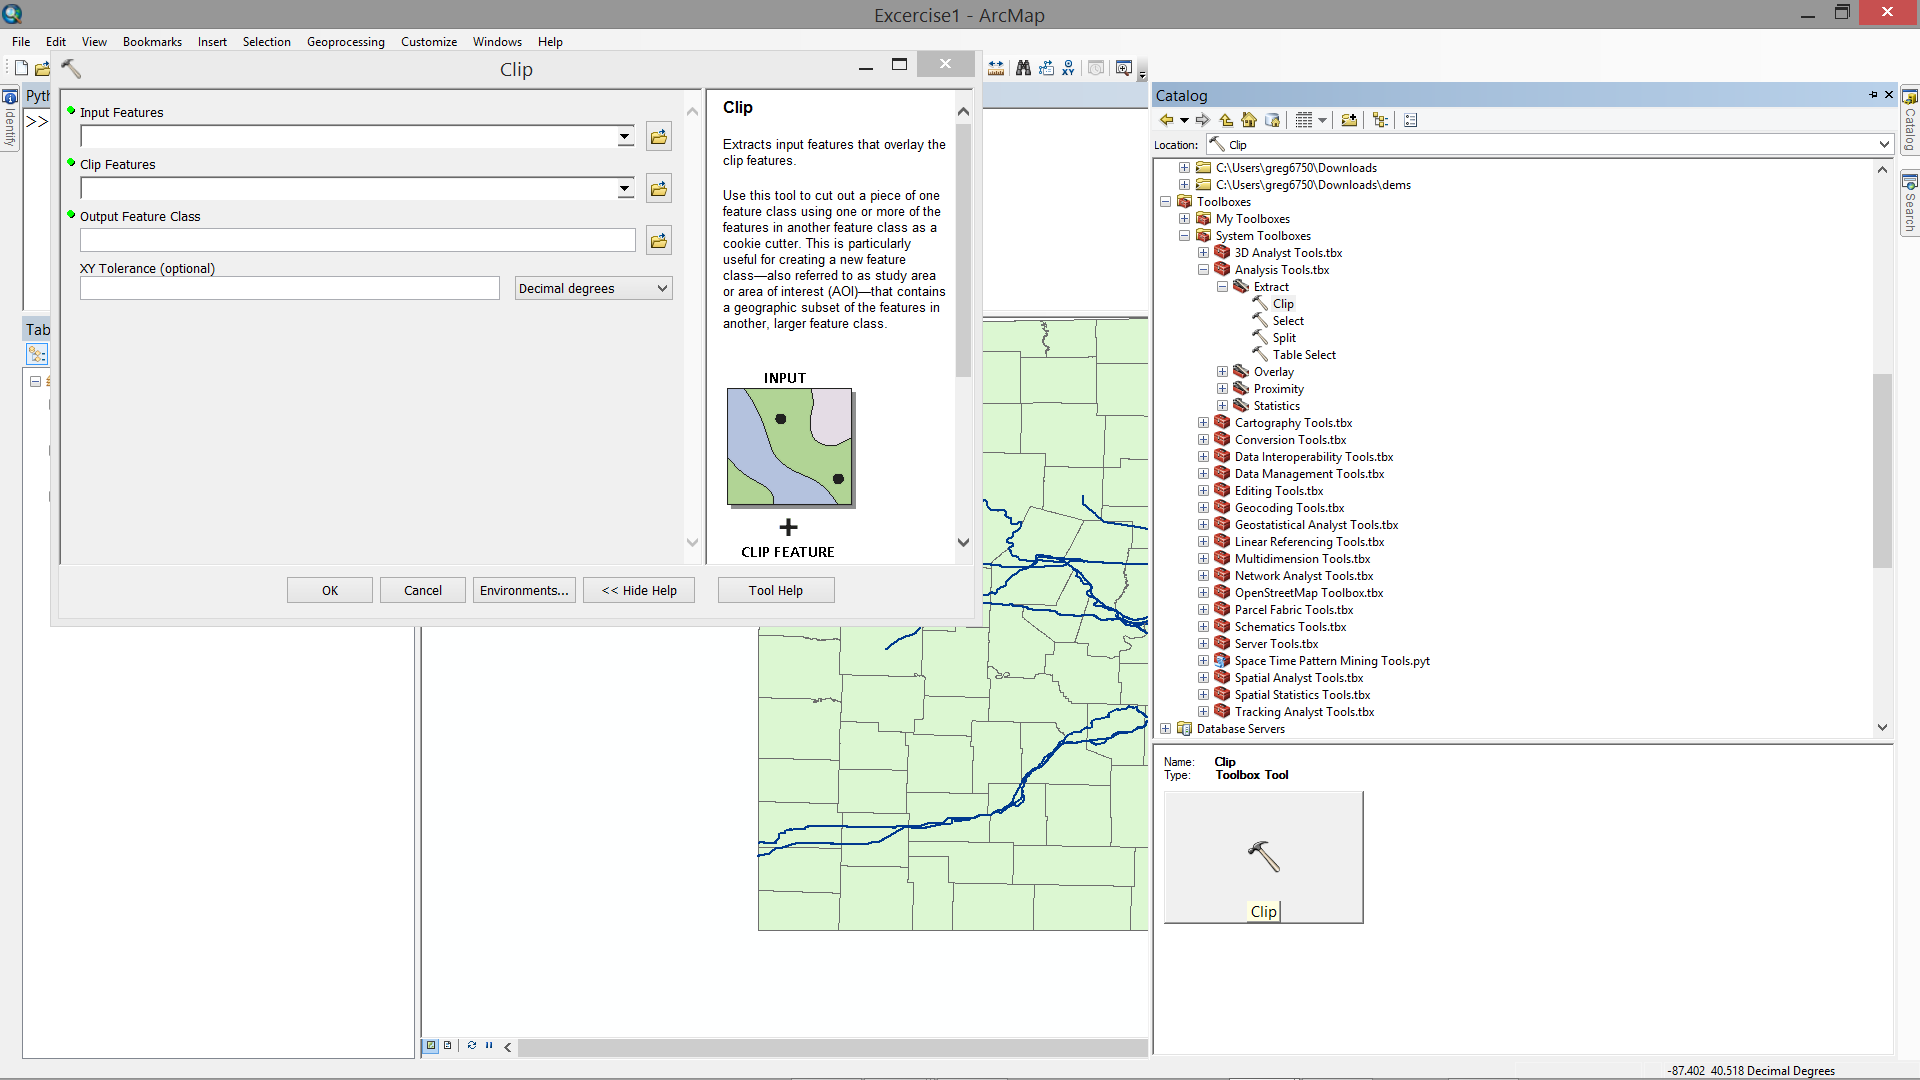 Excercise1 - ArcMap
File Edit View Bookmarks Insert Selection Geoprocessing Customize Windows Help
Clip
XY
Identify
Pyth
>>
Tab
Input Features
Clip Features
Output Feature Class
XY Tolerance (optional)
Decimal degrees
OK
Cancel
Environments...
<< Hide Help
Tool Help
Clip
Extracts input features that overlay the
clip features.
Use this tool to cut out a piece of one
feature class using one or more of the
features in another feature class as a
cookie cutter. This is particularly
useful for creating a new feature
class—also referred to as study area
or area of interest (AOI)—that contains
a geographic subset of the features in
another, larger feature class.
INPUT
+
CLIP FEATURE
Catalog
Location: Clip
C:\Users\greg6750\Downloads
C:\Users\greg6750\Downloads\dems
Toolboxes
My Toolboxes
System Toolboxes
3D Analyst Tools.tbx
Analysis Tools.tbx
Extract
Clip
Select
Split
Table Select
Overlay
Proximity
Statistics
Cartography Tools.tbx
Conversion Tools.tbx
Data Interoperability Tools.tbx
Data Management Tools.tbx
Editing Tools.tbx
Geocoding Tools.tbx
Geostatistical Analyst Tools.tbx
Linear Referencing Tools.tbx
Multidimension Tools.tbx
Network Analyst Tools.tbx
OpenStreetMap Toolbox.tbx
Parcel Fabric Tools.tbx
Schematics Tools.tbx
Server Tools.tbx
Space Time Pattern Mining Tools.pyt
Spatial Analyst Tools.tbx
Spatial Statistics Tools.tbx
Tracking Analyst Tools.tbx
Database Servers
Name: Clip
Type: Toolbox Tool
Clip
Catalog
Search
-87.402 40.518 Decimal Degrees